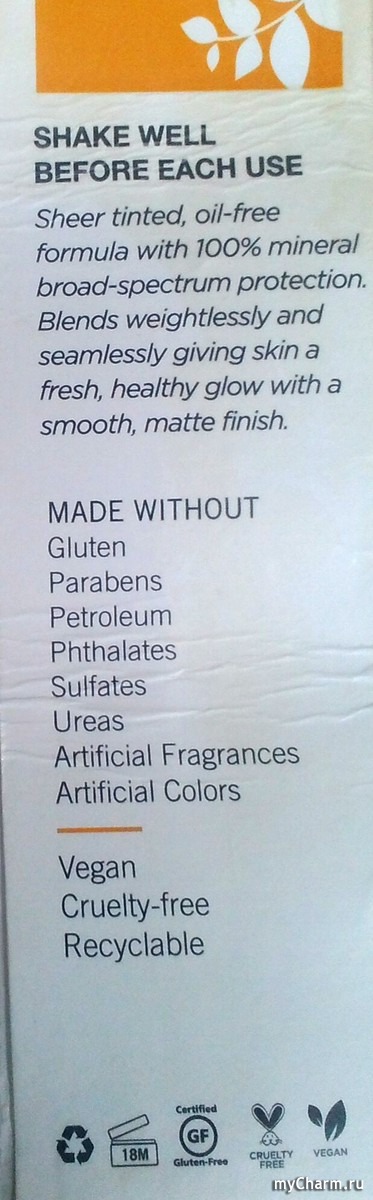 SHAKE WELL
BEFORE EACH USE
Sheer tinted, oil-free
formula with 100% mineral
broad-spectrum protection.
Blends weightlessly and
seamlessly giving skin a
fresh, healthy glow with a
smooth, matte finish.
MADE WITHOUT
Gluten
Parabens
Petroleum
Phthalates
Sulfates
Ureas
Artificial Fragrances
Artificial Colors
Vegan
Cruelty-free
Recyclable
18M
Certified
GF
Gluten-Free
CRUELTY
FREE
VEGAN
myCharm.ru